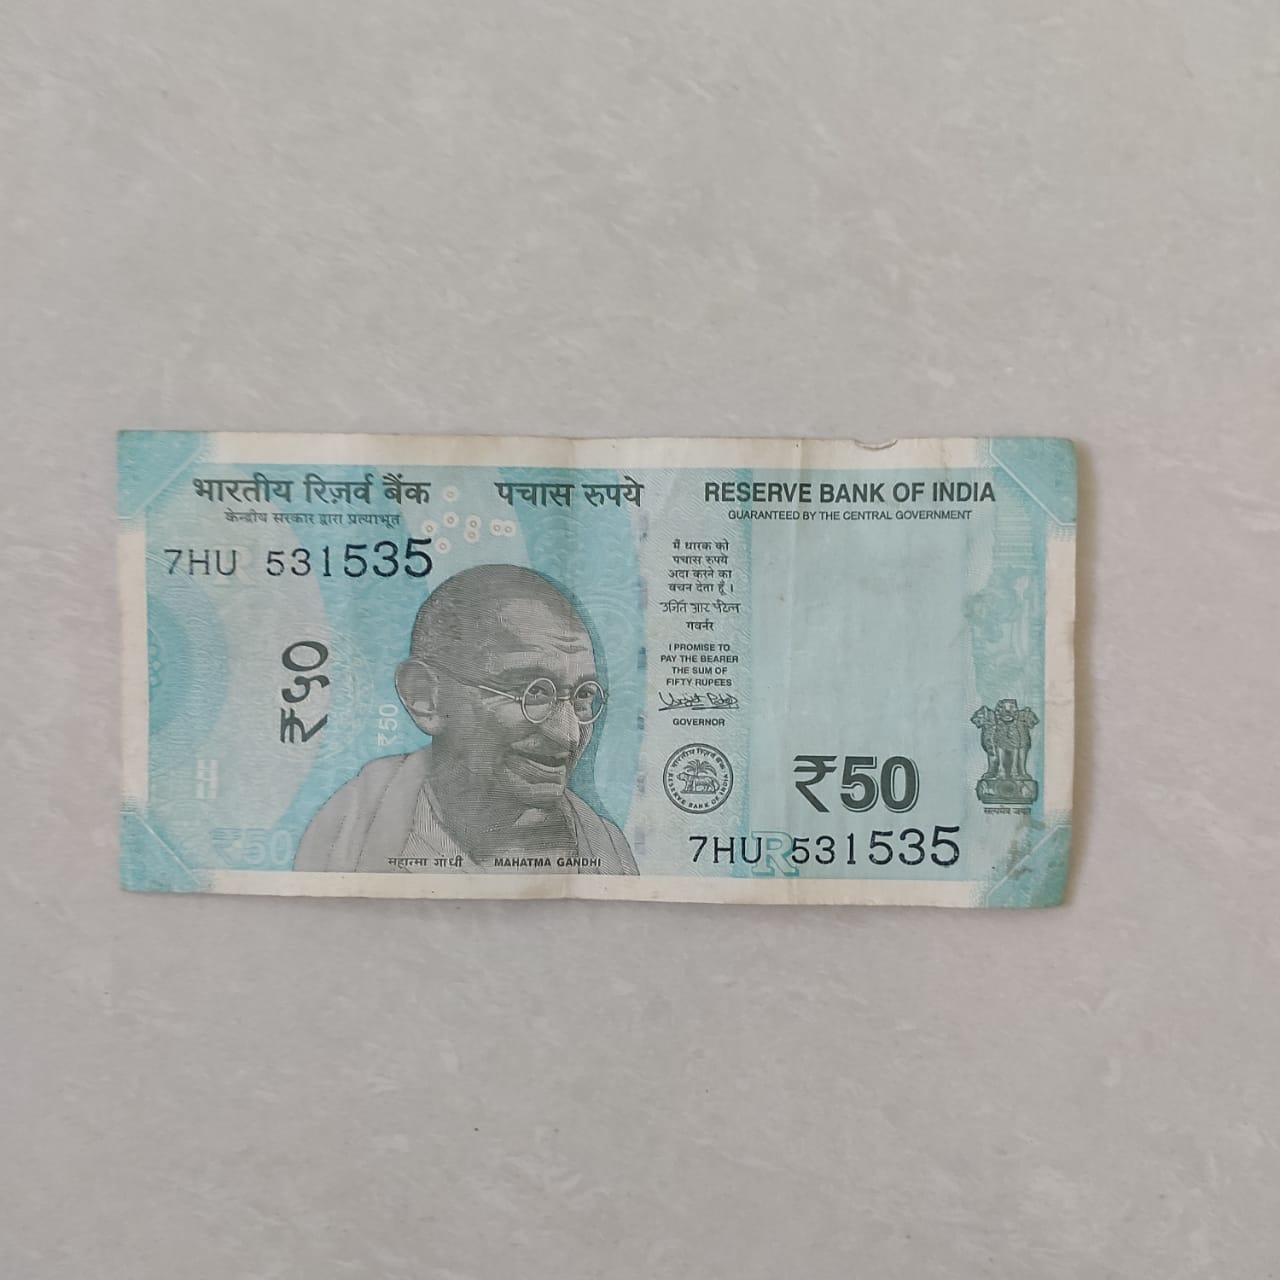 भारतीय रिज़र्व बैंक
केन्द्रीय सरकार द्वारा प्रत्याभूत
7HU 531535
₹५०
₹50
₹50
महात्मा गांधी
MAHATMA GANDHI
पचास रुपये
RESERVE BANK OF INDIA
GUARANTEED BY THE CENTRAL GOVERNMENT
मैं धारक को
पचास रुपये
अदा करने का
वचन देता हूँ ।
उर्जित आर पटेल
गवर्नर
I PROMISE TO
PAY THE BEARER
THE SUM OF
FIFTY RUPEES
GOVERNOR
भारतीय रिज़र्व बैंक
RESERVE BANK OF INDIA
₹50
सत्यमेव जयते
7HU R 531535